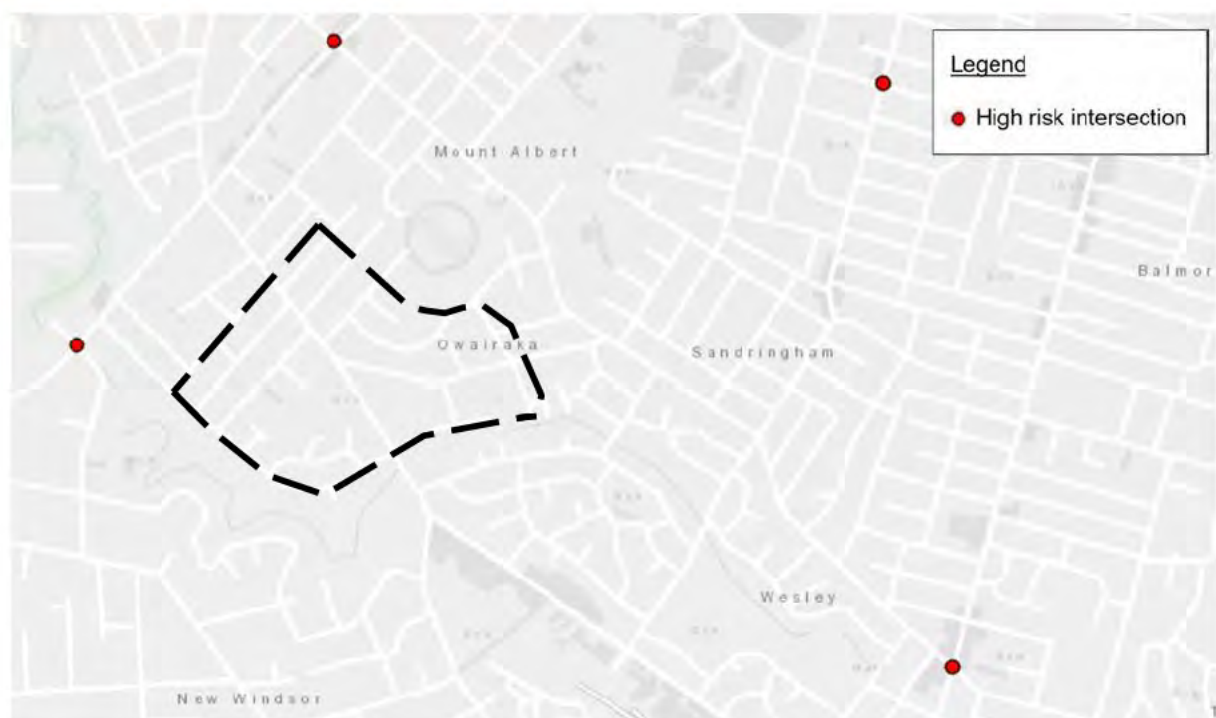 Legend
High risk intersection
Mount Albert
Balmor
Owairaka
Sandringham
Wesley
New Windsor